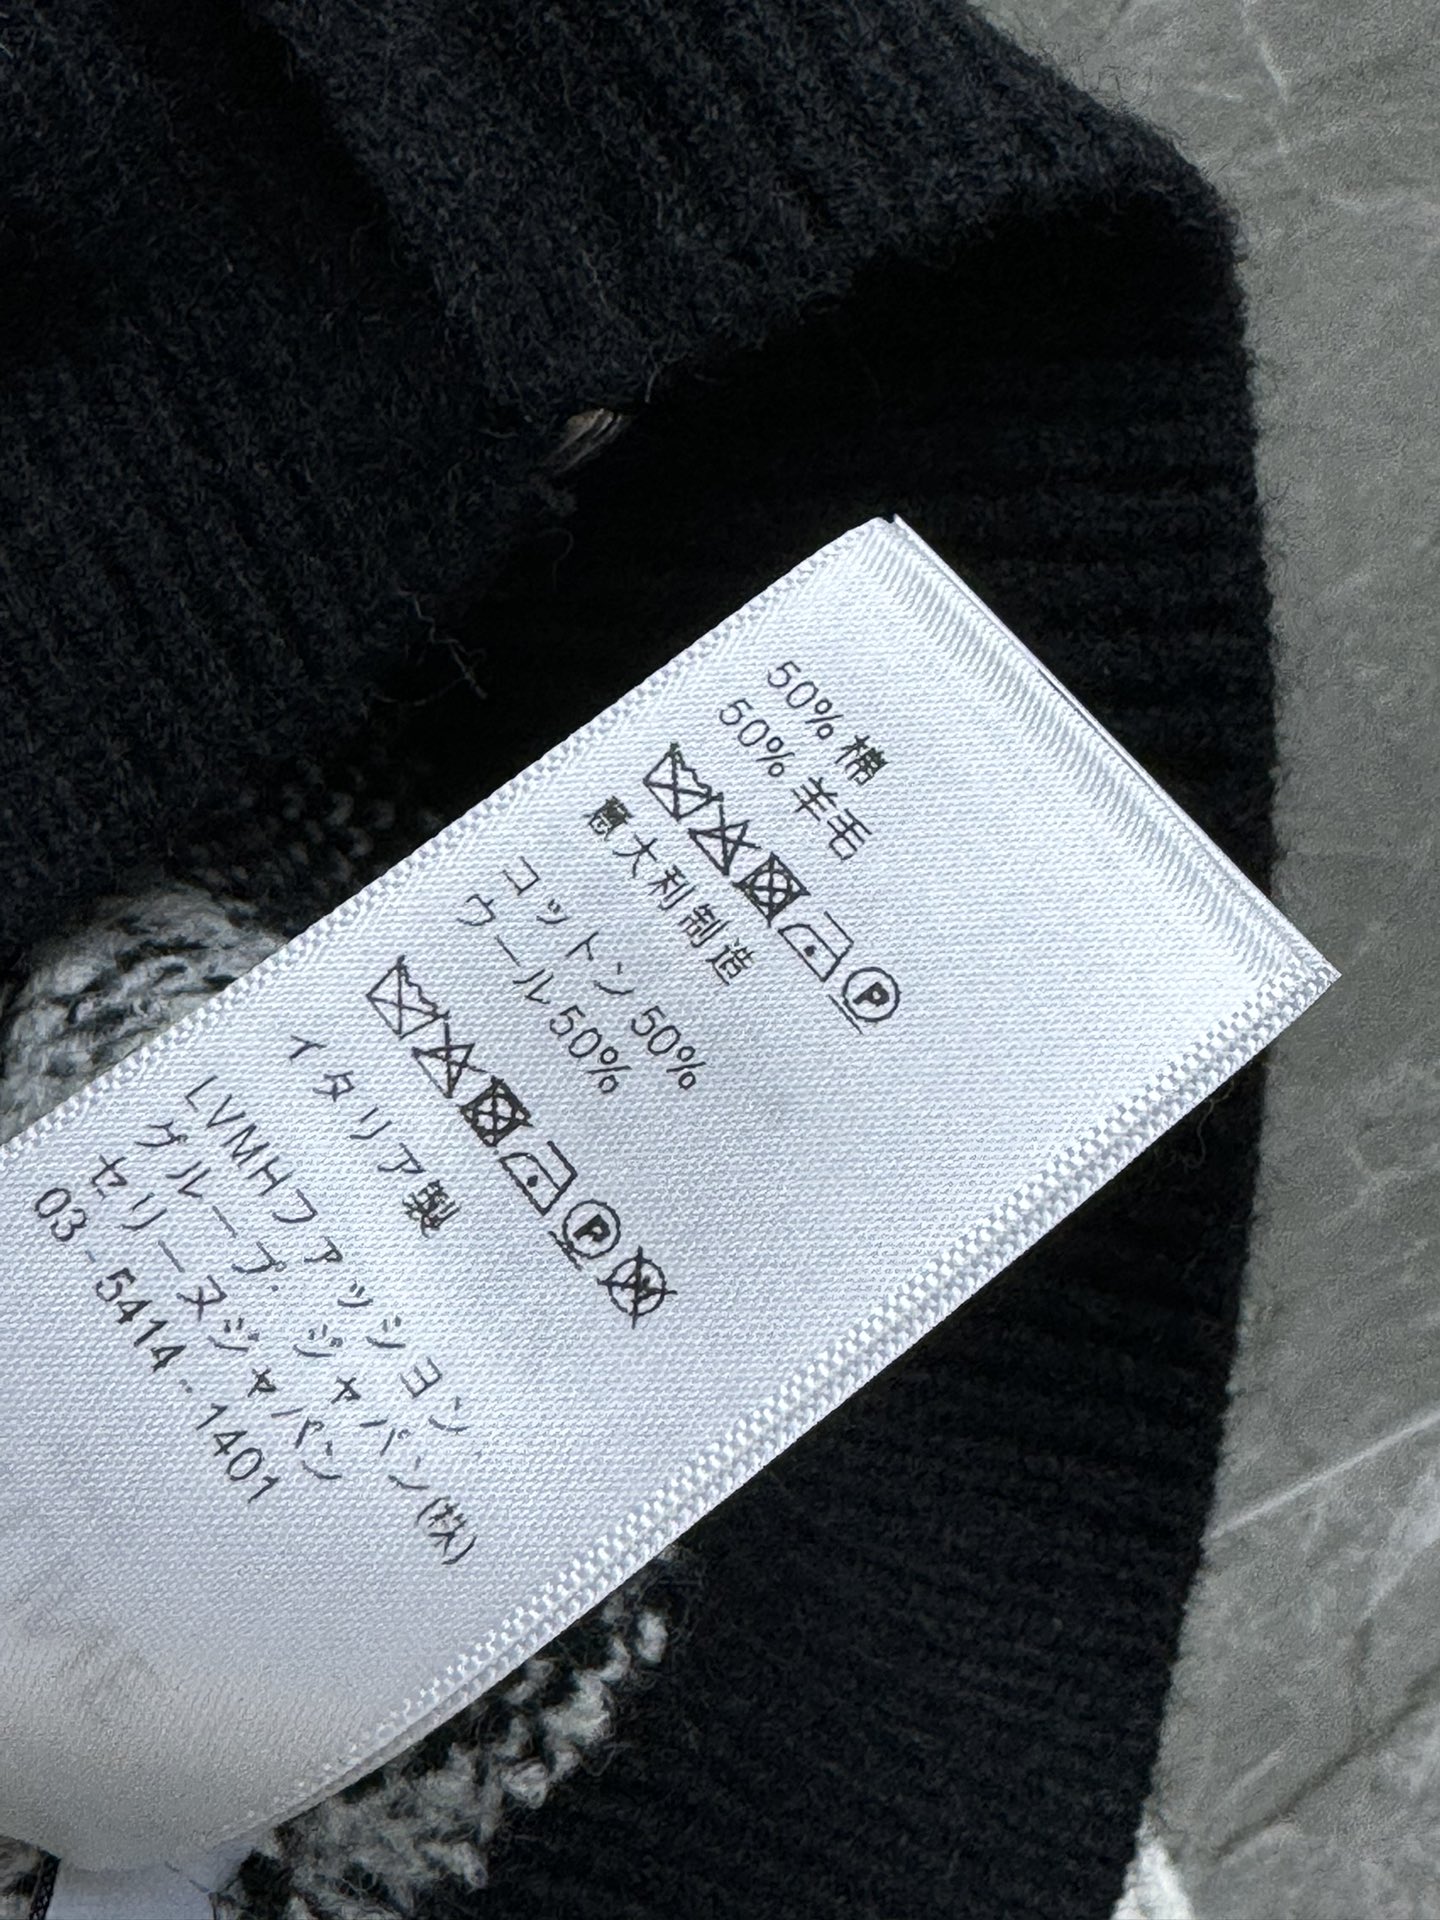 50% 棉
50% 羊毛
P
意大利制造
コットン 50%
ウール 50%
P
W
イタリア製
LVMHファッション
グループ・ジャパン(株)
セリーヌジャパン
03-5414-1401